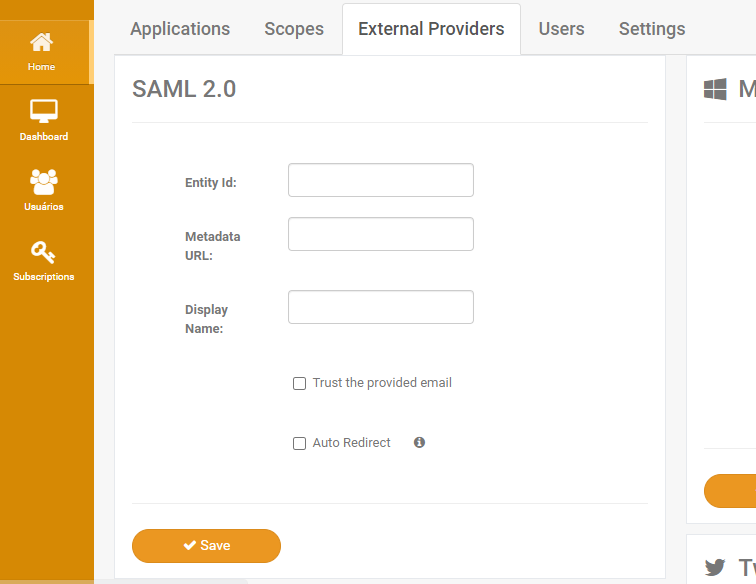 Applications Scopes External Providers Users Settings
Home
Dashboard
Usuários
Subscriptions
SAML 2.0
Entity Id:
Metadata
URL:
Display
Name:
Trust the provided email
Auto Redirect
Save